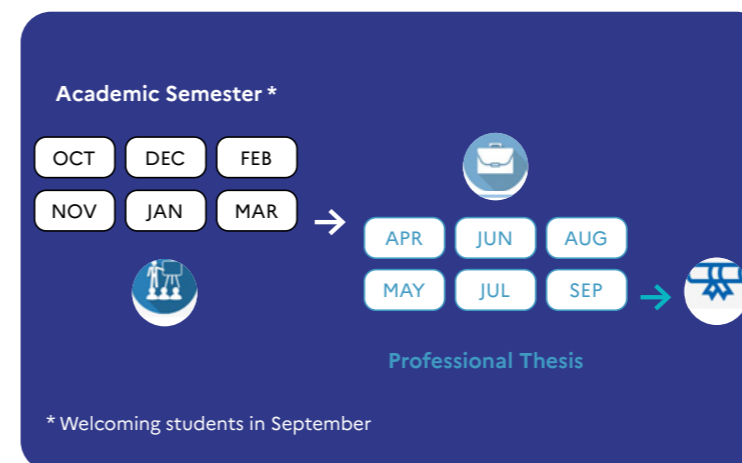 Academic Semester *
OCT DEC FEB
NOV JAN MAR
APR JUN AUG
MAY JUL SEP
Professional Thesis
* Welcoming students in September